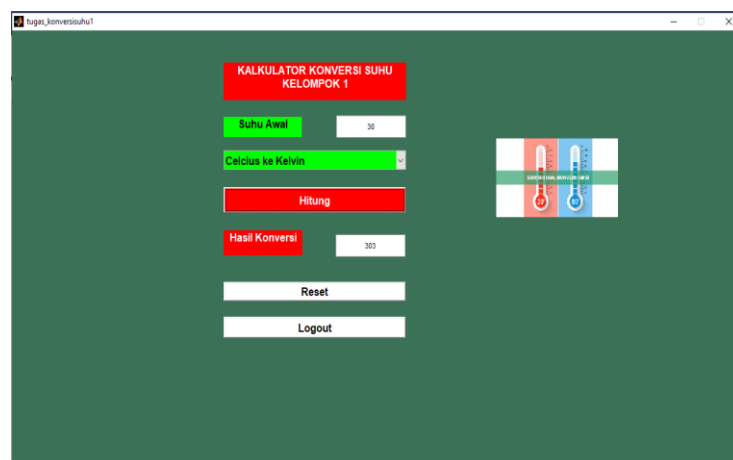 tugas_konversisuhu1
KALKULATOR KONVERSI SUHU
KELOMPOK 1
Suhu Awal
30
Celcius ke Kelvin
Hitung
Hasil Konversi
303
Reset
Logout